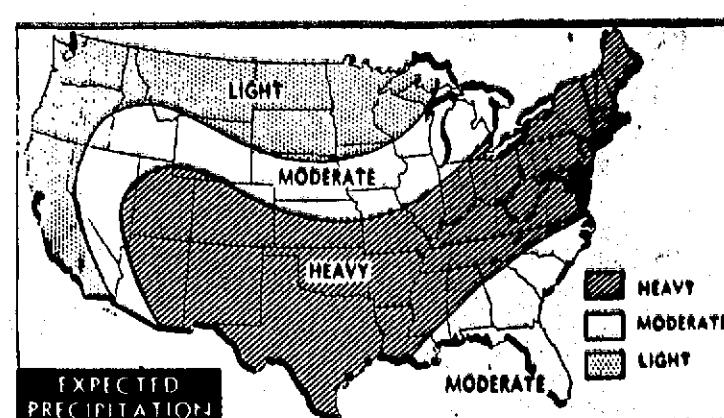 LIGHT
MODERATE
HEAVY
HEAVY
MODERATE
LIGHT
MODERATE
EXPECTED
PRECIPITATION